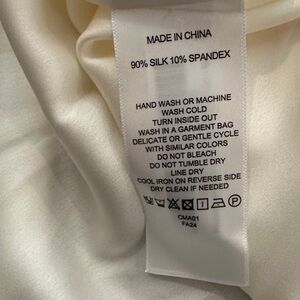 MADE IN CHINA
90% SILK 10% SPANDEX
HAND WASH OR MACHINE
WASH COLD
TURN INSIDE OUT
WASH IN A GARMENT BAG
DELICATE OR GENTLE CYCLE
WITH SIMILAR COLORS
DO NOT BLEACH
DO NOT TUMBLE DRY
LINE DRY
COOL IRON ON REVERSE SIDE
DRY CLEAN IF NEEDED
P
CMA01
FA24